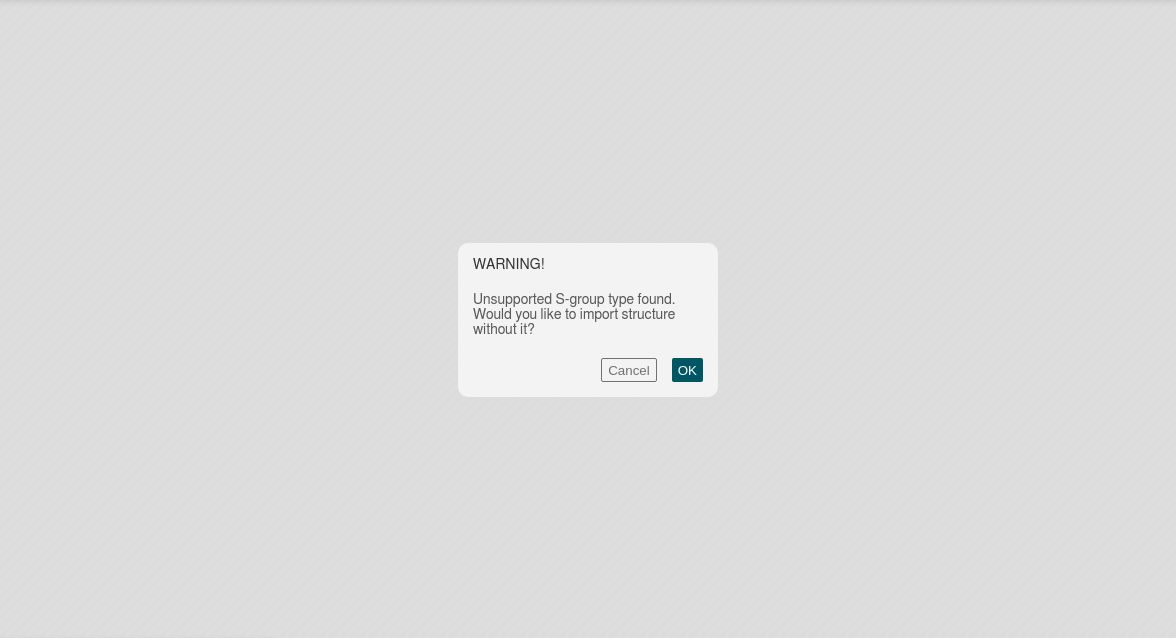 WARNING!
Unsupported S-group type found.
Would you like to import structure
without it?
Cancel
OK